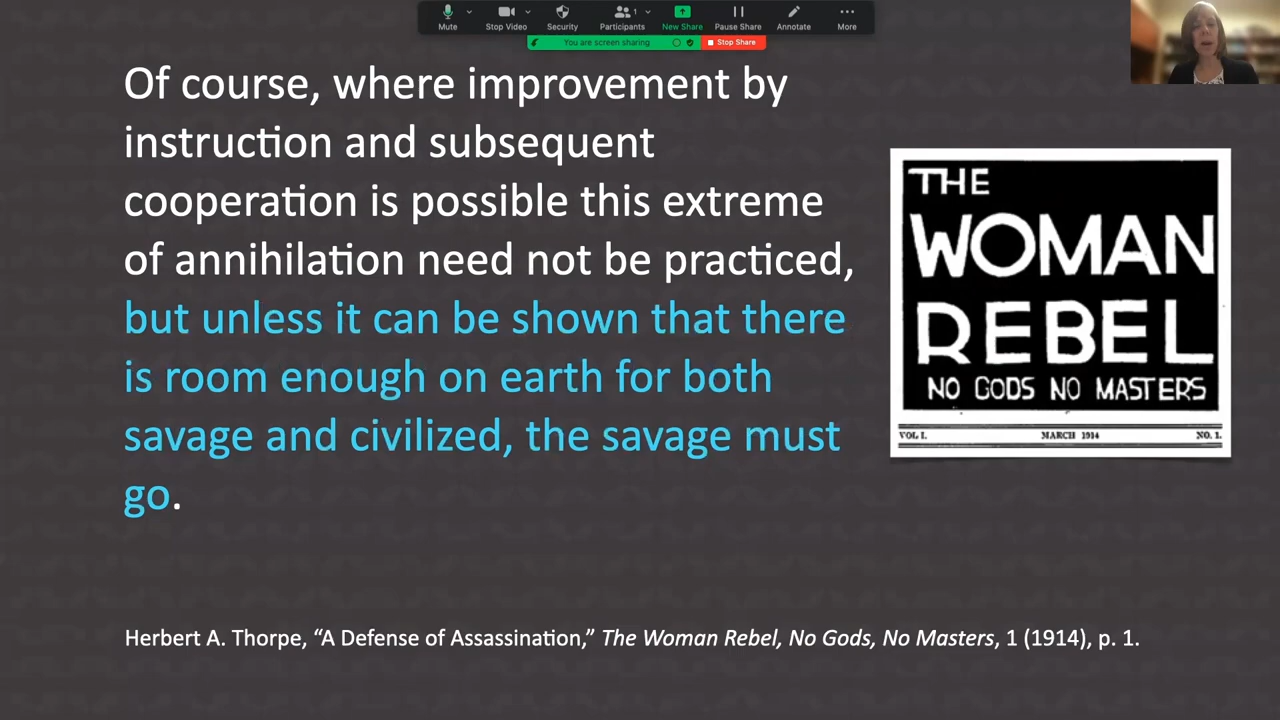 Mute
Stop Video
Security
Participants
1
New Share
Pause Share
Annotate
More
You are screen sharing
Stop Share
Of course, where improvement by
instruction and subsequent
cooperation is possible this extreme
of annihilation need not be practiced,
but unless it can be shown that there
is room enough on earth for both
savage and civilized, the savage must
go.
THE
WOMAN
REBEL
NO GODS NO MASTERS
VOL I. MARCH 1914 NO. 1.
Herbert A. Thorpe, “A Defense of Assassination,” The Woman Rebel, No Gods, No Masters, 1 (1914), p. 1.